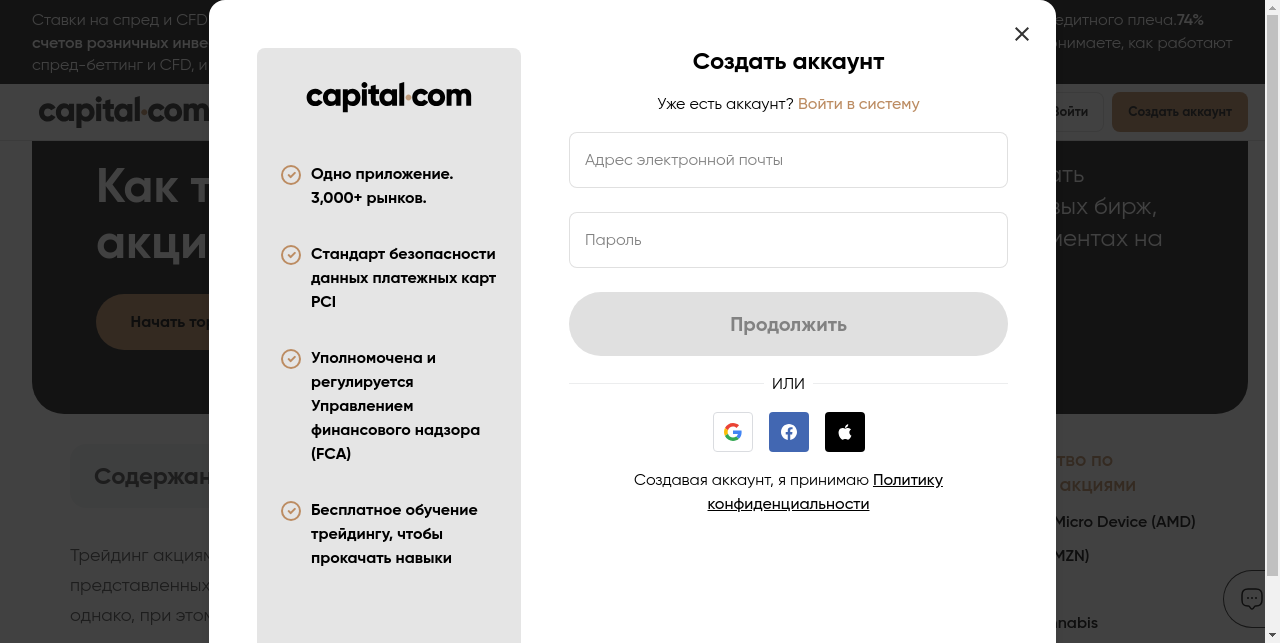 Ставки на спред и CFD
едитного плеча.74%
счетов розничных инве
онимаете, как работают
спред-беттинг и CFD, и
capital.com
Войти
Создать аккаунт
Как т
акци
ать
вых бирж,
ментах на
Начать тор
Содержан
Трейдинг акциям
представленных
однако, при этом
тво по
акциями
Micro Device (AMD)
MZN)
nnabis
capital.com
Одно приложение.
3,000+ рынков.
Стандарт безопасности
данных платежных карт
PCI
Уполномочена и
регулируется
Управлением
финансового надзора
(FCA)
Бесплатное обучение
трейдингу, чтобы
прокачать навыки
Создать аккаунт
Уже есть аккаунт? Войти в систему
Адрес электронной почты
Пароль
Продолжить
ИЛИ
Создавая аккаунт, я принимаю Политику
конфиденциальности